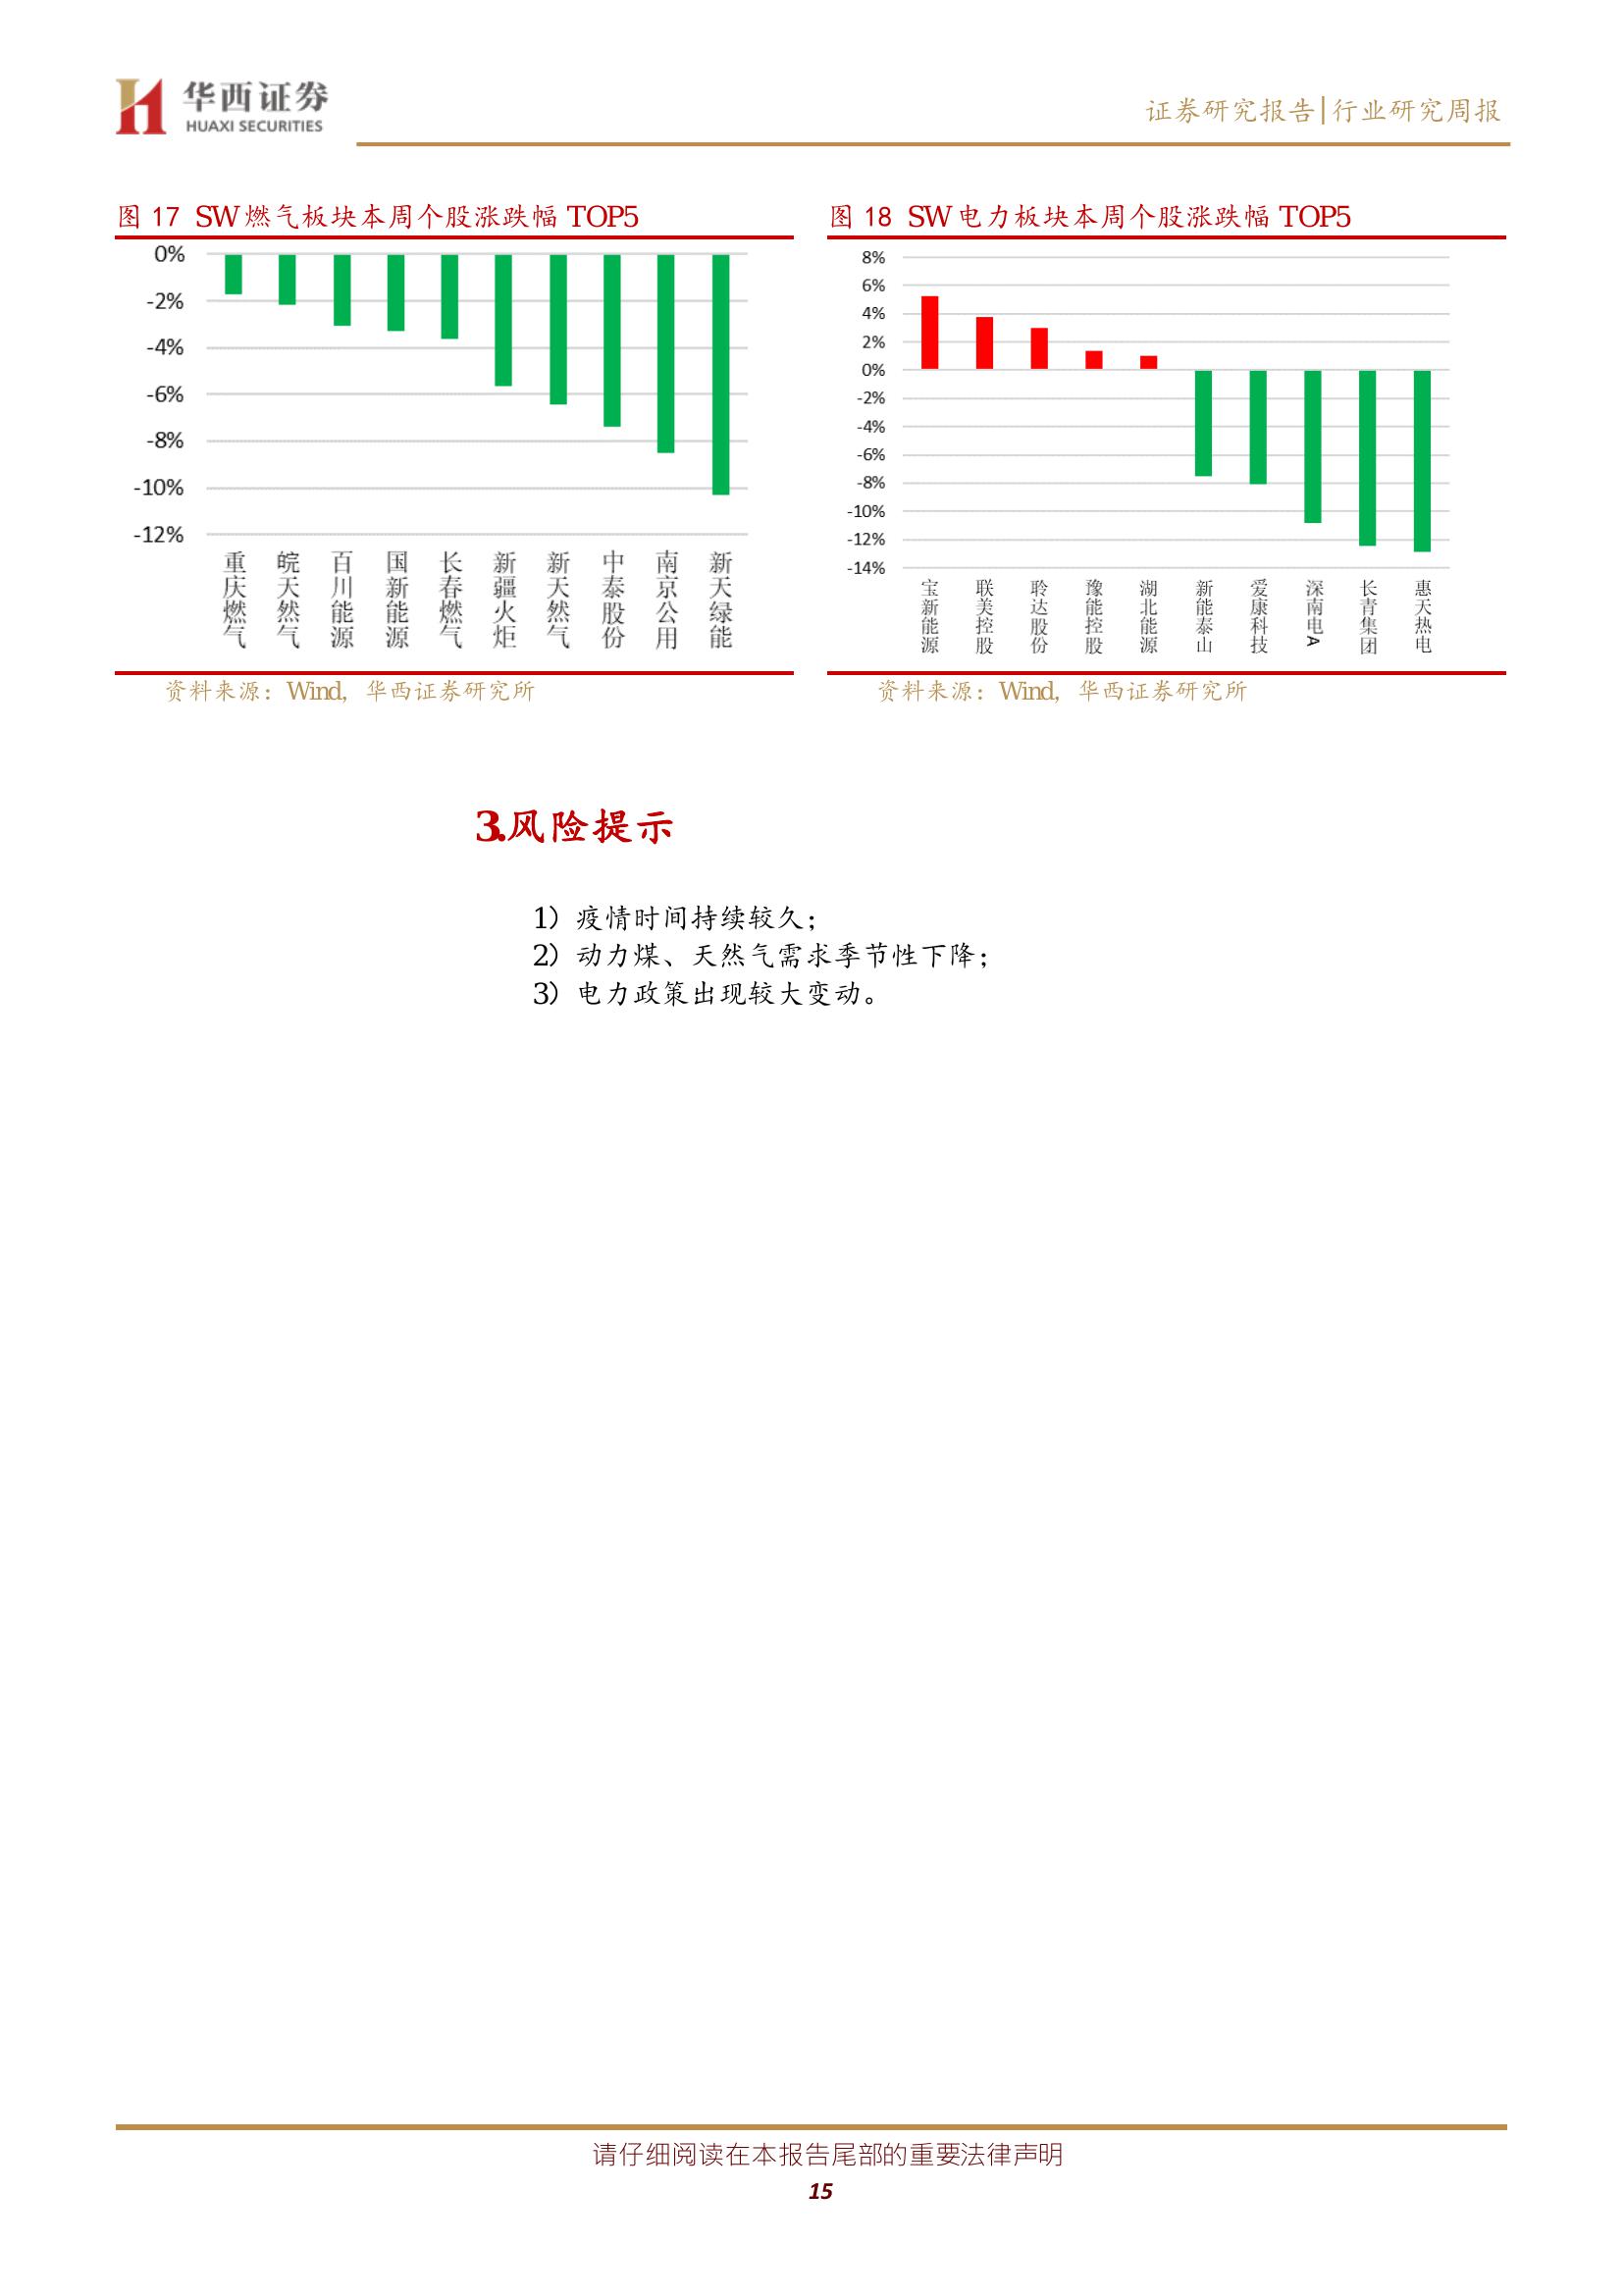 华西证券
HUAXI SECURITIES
证券研究报告|行业研究周报
图 17 SW燃气板块本周个股涨跌幅 TOP5
0%
-2%
-4%
-6%
-8%
-10%
-12%
重庆燃气
皖天然气
百川能源
国新能源
长春燃气
新疆火炬
新天然气
中泰股份
南京公用
新天绿能
资料来源：Wind，华西证券研究所
图 18 SW电力板块本周个股涨跌幅 TOP5
8%
6%
4%
2%
0%
-2%
-4%
-6%
-8%
-10%
-12%
-14%
宝新能源
联美控股
聆达股份
豫能控股
湖北能源
新能泰山
爱康科技
深南电A
长青集团
惠天热电
资料来源：Wind，华西证券研究所
3.风险提示
1）疫情时间持续较久；
2）动力煤、天然气需求季节性下降；
3）电力政策出现较大变动。
请仔细阅读在本报告尾部的重要法律声明
15